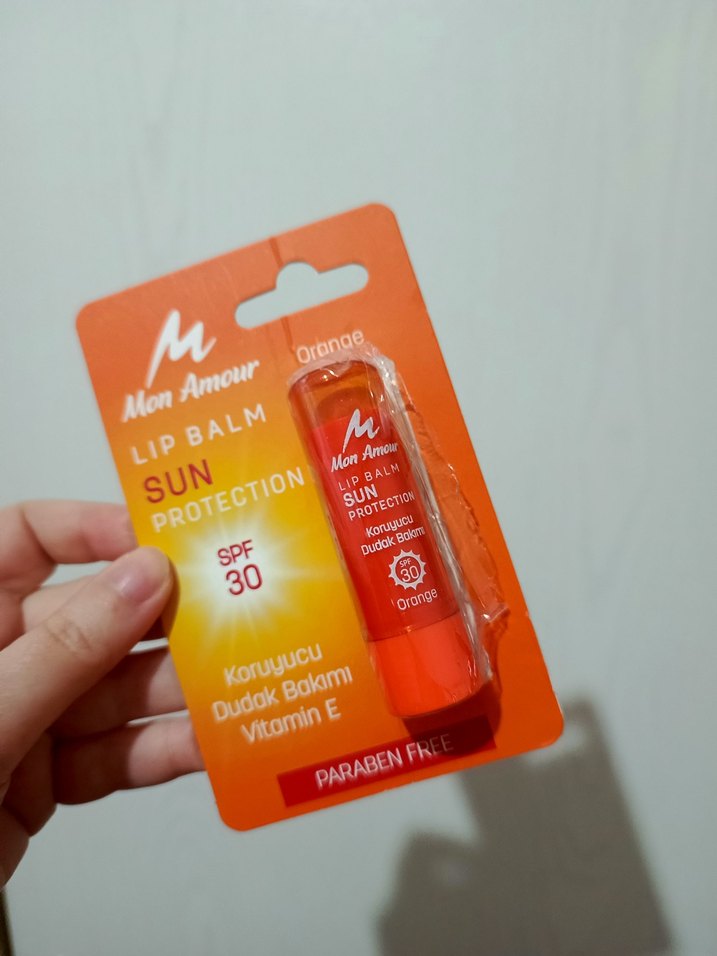 Orange
Mon Amour
LIP BALM
SUN
PROTECTION
SPF
30
Koruyucu
Dudak Bakımı
Vitamin E
PARABEN FREE
Mon Amour
LIP BALM
SUN
PROTECTION
Koruyucu
Dudak Bakımı
SPF
30
Orange